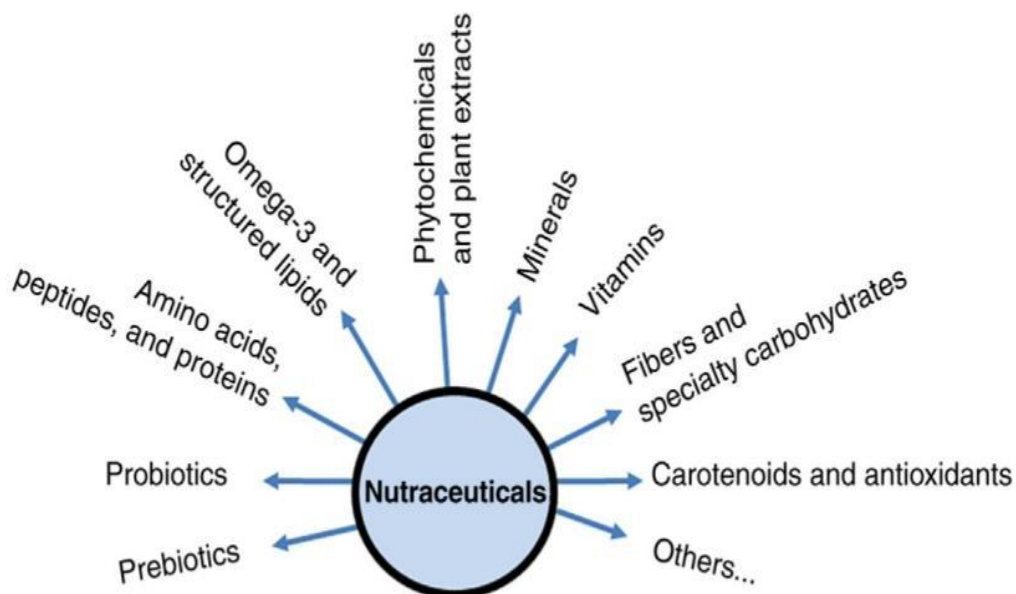 Prebiotics
Probiotics
Amino acids,
peptides, and proteins
Omega-3 and
structured lipids
Phytochemicals
and plant extracts
Minerals
Vitamins
Fibers and
specialty carbohydrates
Carotenoids and antioxidants
Others...
Nutraceuticals